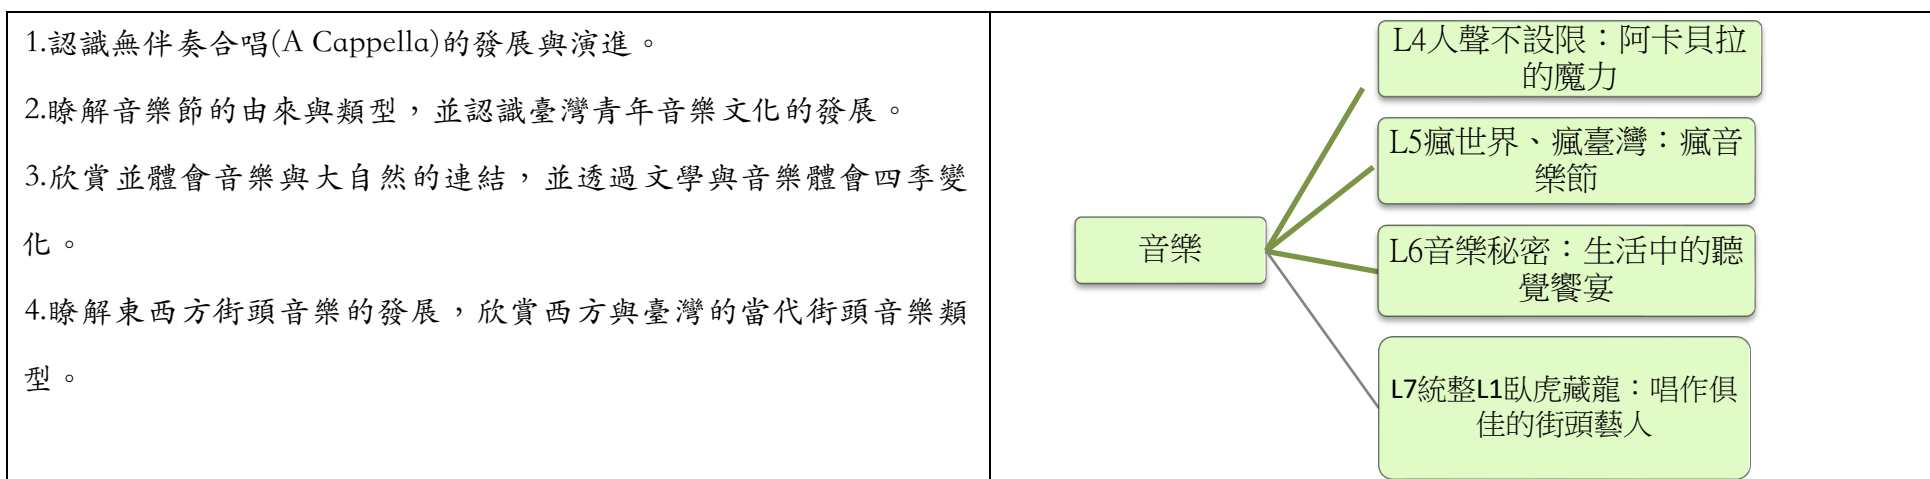 1.認識無伴奏合唱(A Cappella)的發展與演進。
2.瞭解音樂節的由來與類型，並認識臺灣青年音樂文化的發展。
3.欣賞並體會音樂與大自然的連結，並透過文學與音樂體會四季變
化。
4.瞭解東西方街頭音樂的發展，欣賞西方與臺灣的當代街頭音樂類
型。
音樂
L4人聲不設限：阿卡貝拉
的魔力
L5瘋世界、瘋臺灣：瘋音
樂節
L6音樂秘密：生活中的聽
覺饗宴
L7統整L1臥虎藏龍：唱作俱
佳的街頭藝人